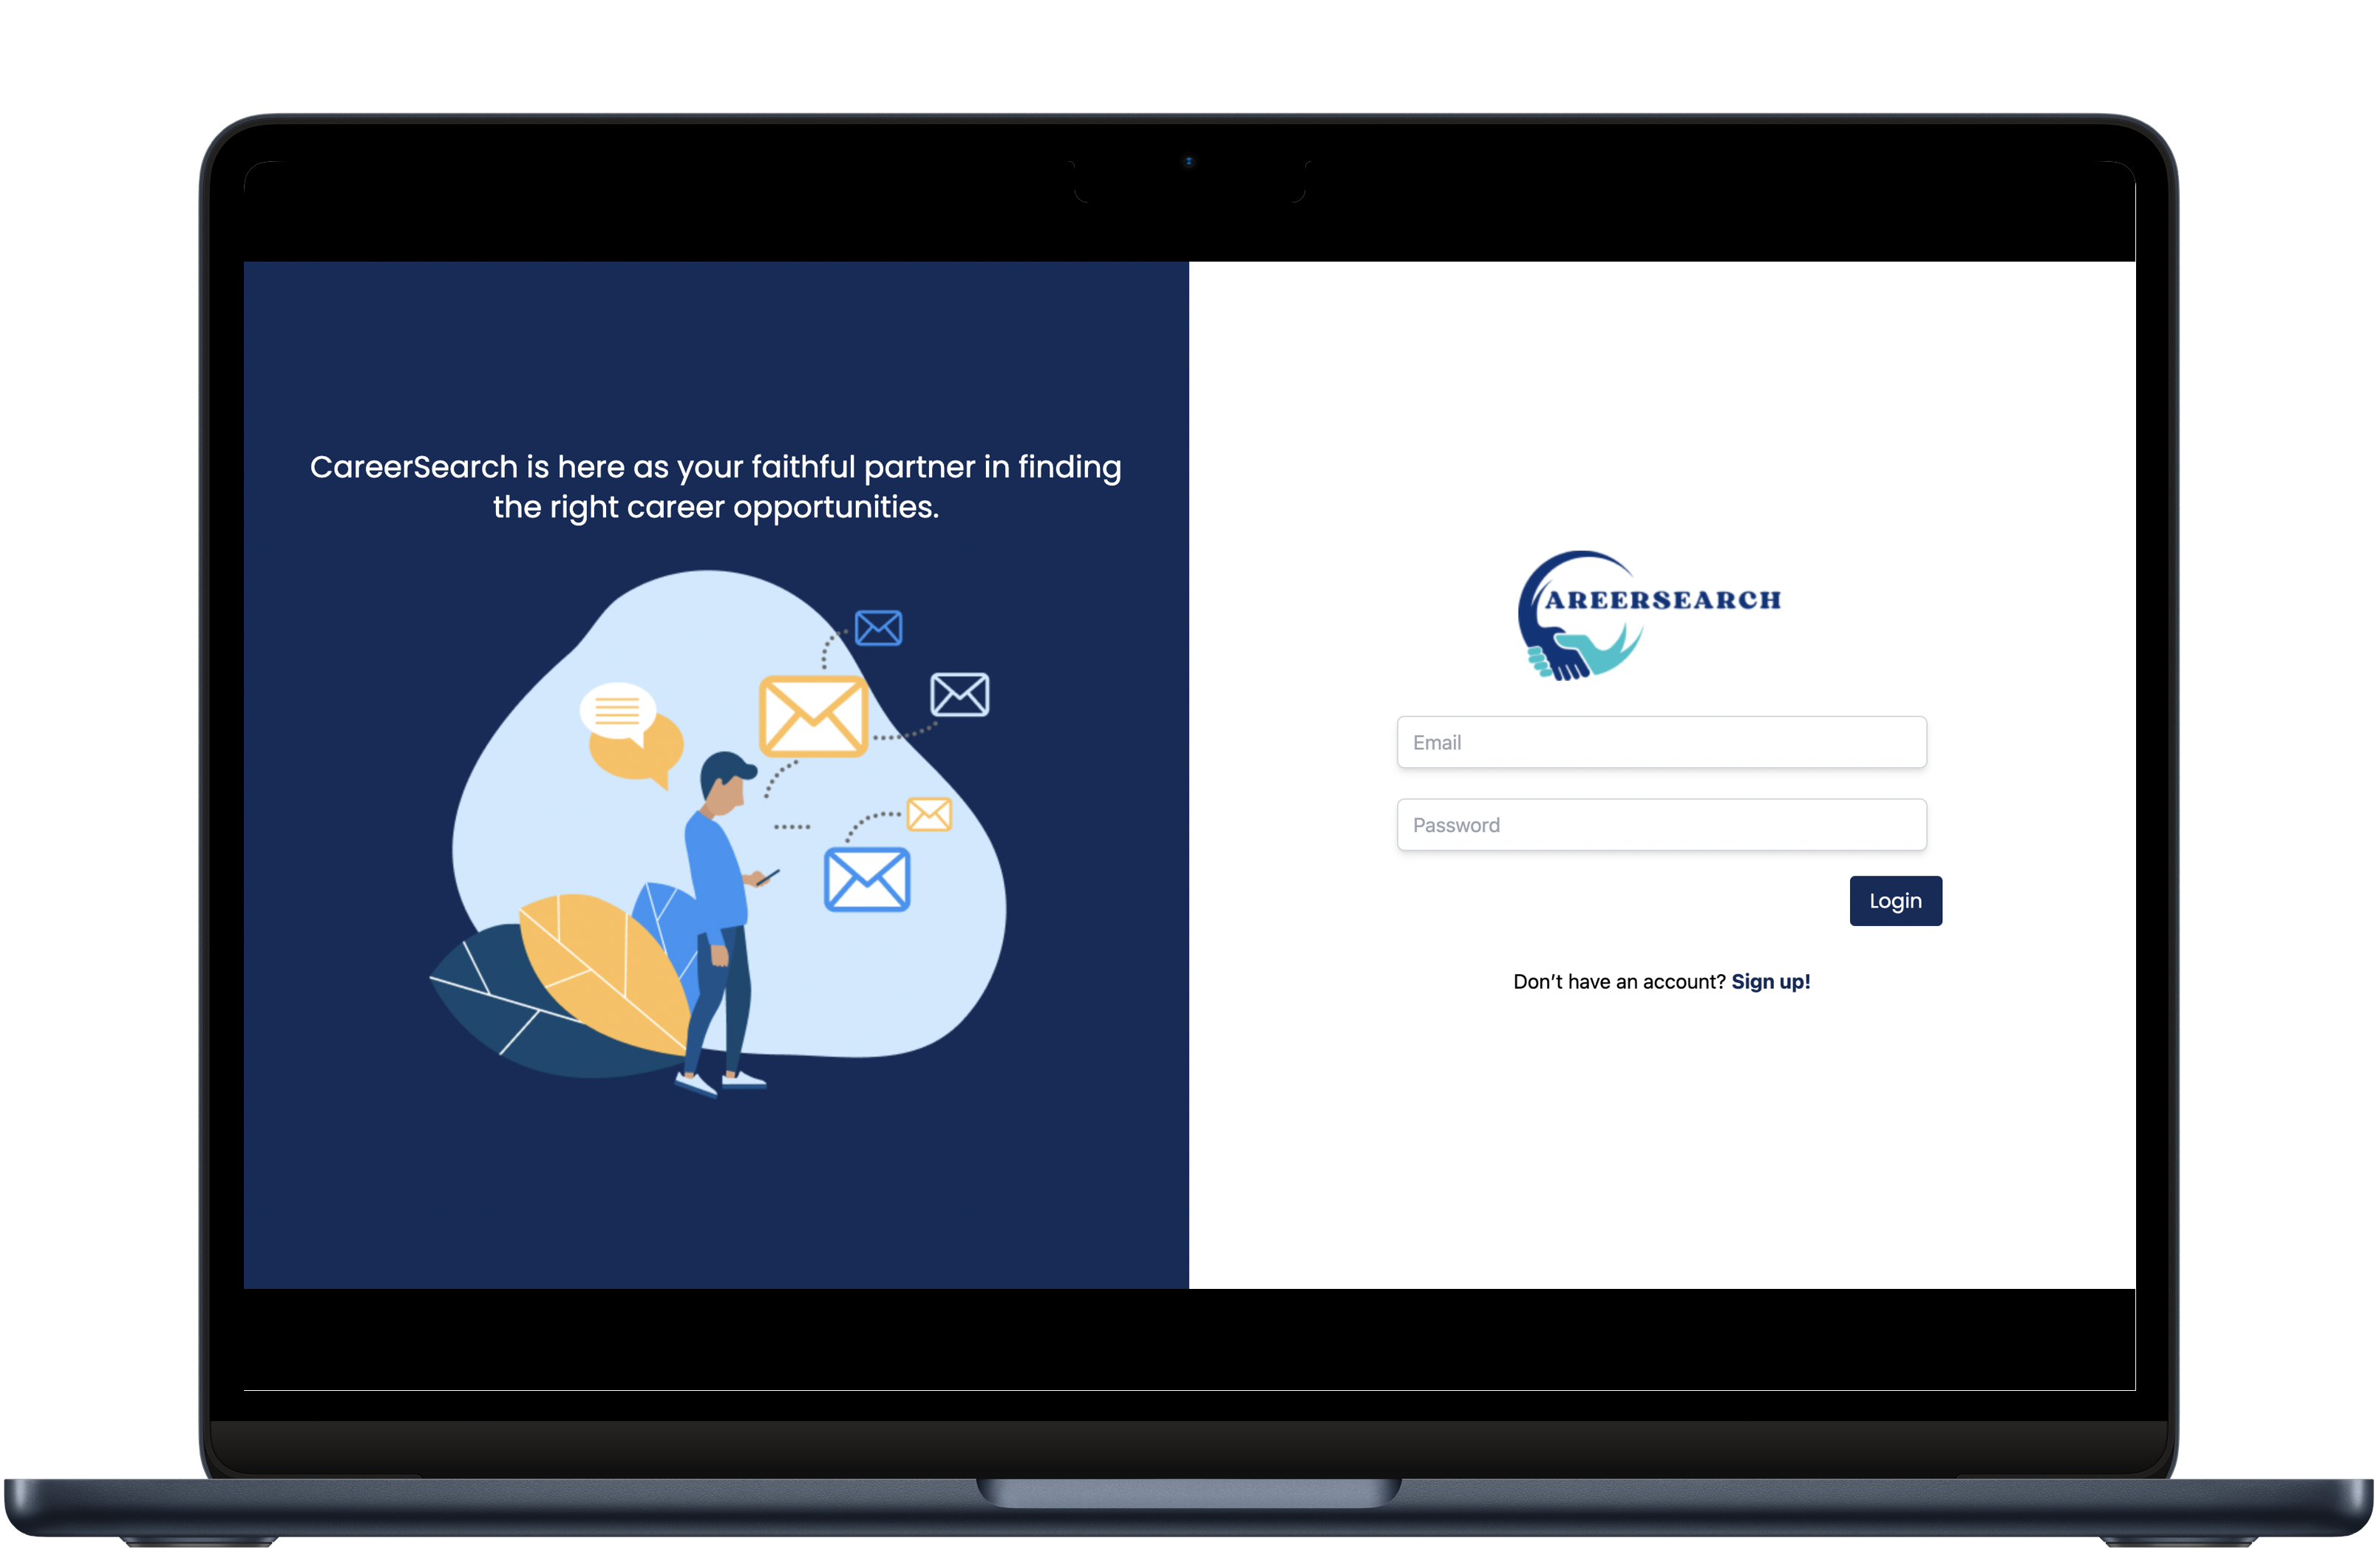 CareerSearch is here as your faithful partner in finding
the right career opportunities.
AREERSEARCH
Email
Password
Login
Don't have an account? Sign up!